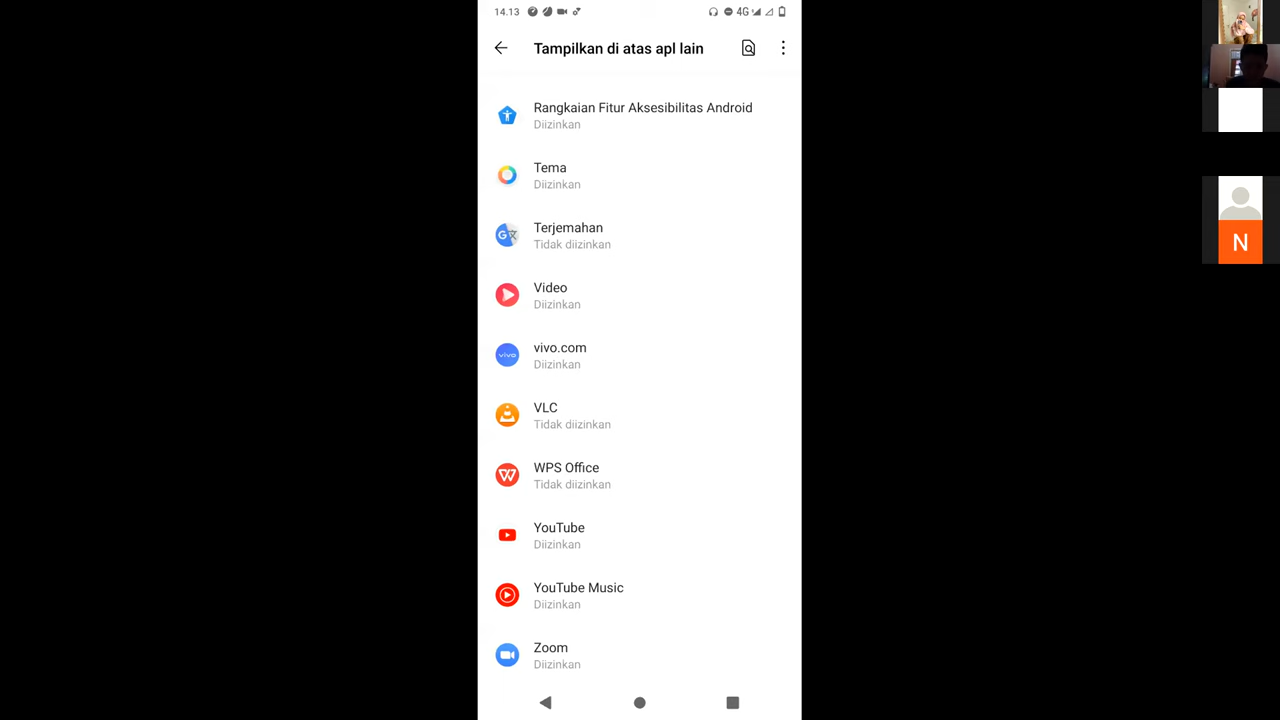 14.13
4G
Tampilkan di atas apl lain
Rangkaian Fitur Aksesibilitas Android
Diizinkan
Tema
Diizinkan
Terjemahan
Tidak diizinkan
Video
Diizinkan
vivo
vivo.com
Diizinkan
VLC
Tidak diizinkan
WPS Office
Tidak diizinkan
YouTube
Diizinkan
YouTube Music
Diizinkan
Zoom
Diizinkan
N